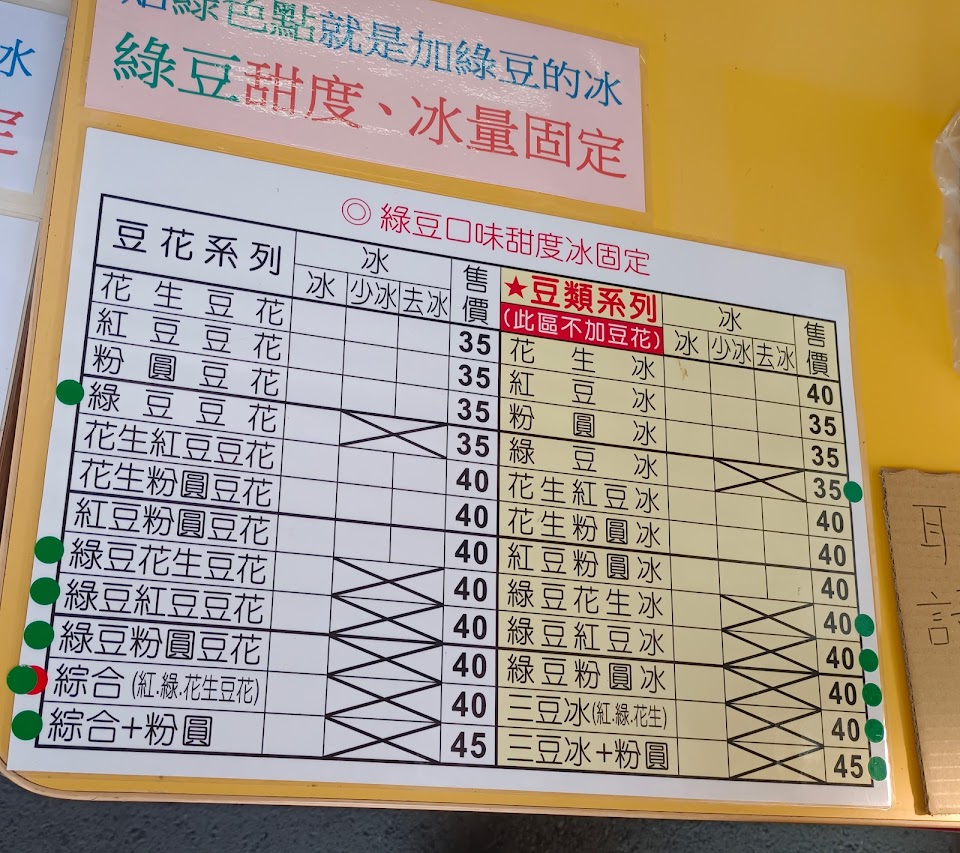 綠色點就是加綠豆的冰
綠豆甜度、冰量固定
水
定
◎綠豆口味甜度冰固定
豆花系列 冰 售價
冰 少冰 去冰
花生豆花 35
紅豆豆花 35
粉圓豆花 35
綠豆豆花 35
花生紅豆豆花 40
花生粉圓豆花 40
紅豆粉圓豆花 40
綠豆花生豆花 40
綠豆紅豆豆花 40
綠豆粉圓豆花 40
綜合(紅.綠.花生豆花) 40
綜合+粉圓 45
★豆類系列 冰 售價
(此區不加豆花) 冰 少冰 去冰
花生冰 40
紅豆冰 35
粉圓冰 35
綠豆冰 35
花生紅豆冰 40
花生粉圓冰 40
紅豆粉圓冰 40
綠豆花生冰 40
綠豆紅豆冰 40
綠豆粉圓冰 40
三豆冰(紅.綠.花生) 40
三豆冰+粉圓 45